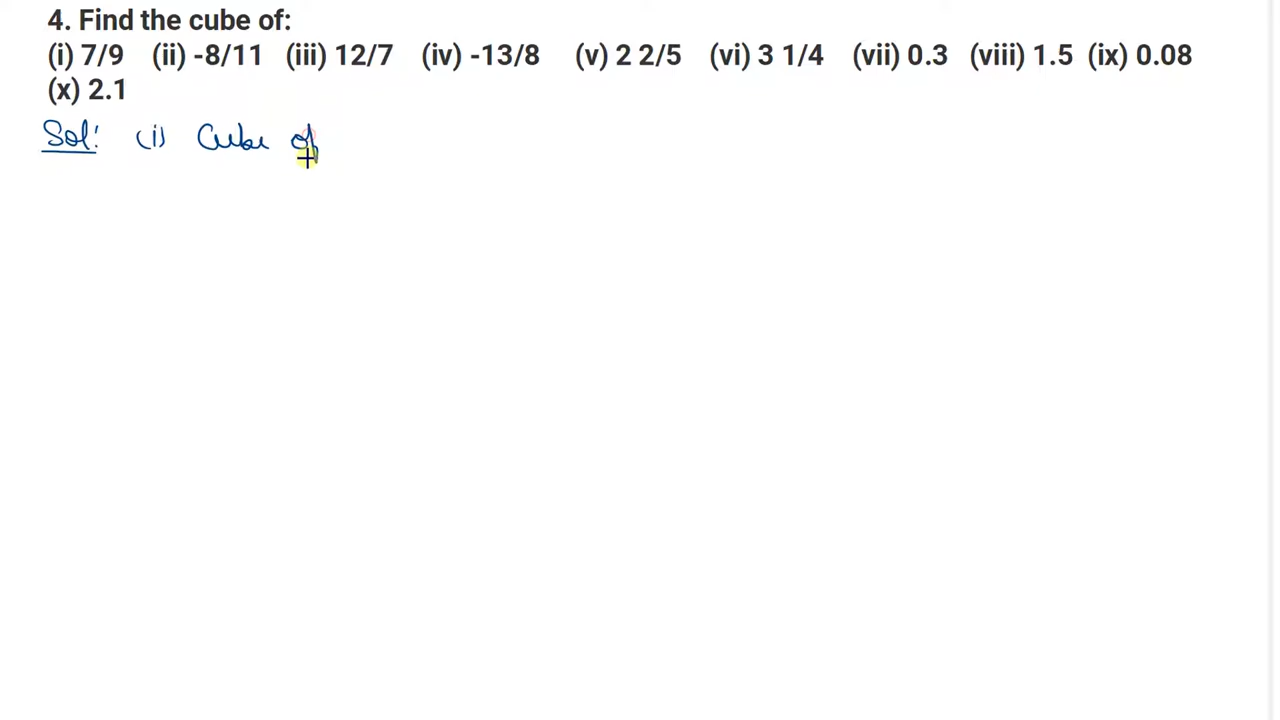 4. Find the cube of:
(i) 7/9 (ii) -8/11 (iii) 12/7 (iv) -13/8 (v) 2 2/5 (vi) 3 1/4 (vii) 0.3 (viii) 1.5 (ix) 0.08
(x) 2.1
Sol: (i) Cube of